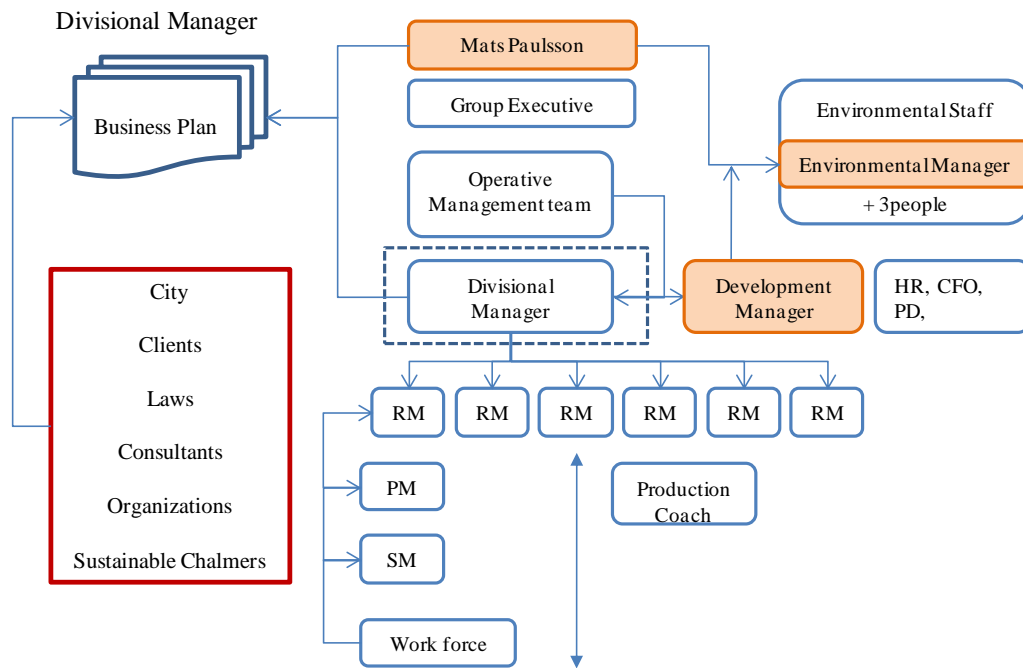 Divisional Manager
Business Plan
Mats Paulsson
Group Executive
Operative
Management team
Divisional
Manager
Development
Manager
Environmental Staff
Environmental Manager
+ 3people
HR, CFO,
PD,
City
Clients
Laws
Consultants
Organizations
Sustainable Chalmers
RM
RM
RM
RM
RM
RM
PM
SM
Work force
Production
Coach